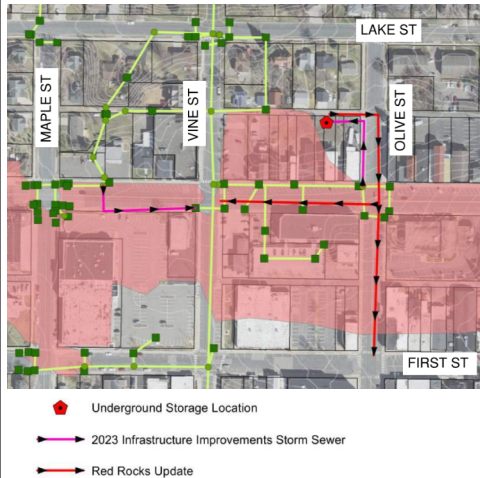 LAKE ST
MAPLE ST
VINE ST
OLIVE ST
FIRST ST
Underground Storage Location
2023 Infrastructure Improvements Storm Sewer
Red Rocks Update